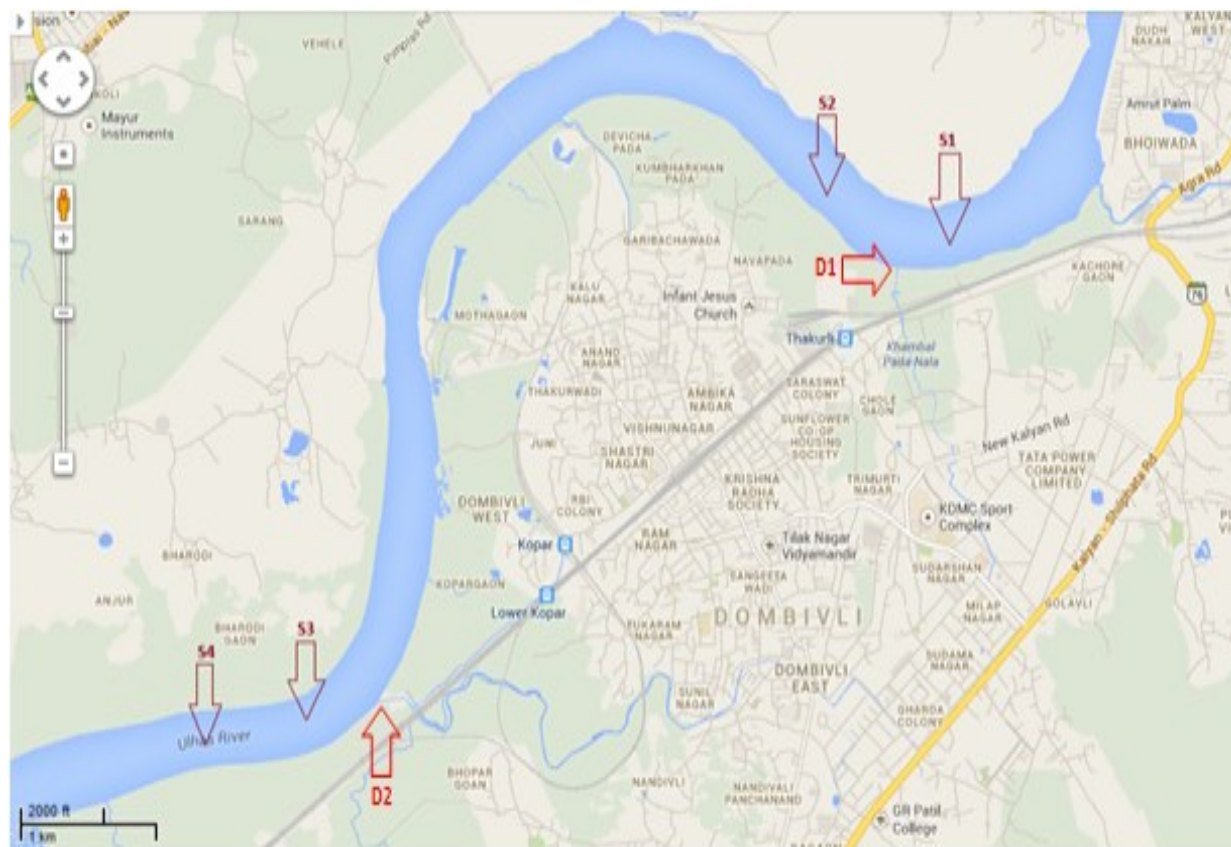 sion
VEHELE
Pimplas Rd
KOLI
Mayur
Instruments
SARANG
DEVICHA
PADA
KUMBHARKHAN
PADA
GARIBACHAWADA
NAVAPADA
KALU
NAGAR
MOTHAGAON
Infant Jesus
Church
ANAND
NAGAR
THAKURWADI
AMBIKA
NAGAR
VISHNUNAGAR
JUNI
SHASTRI
NAGAR
DOMBIVLI
WEST
RBI
COLONY
Kopar
RAM
NAGAR
KOPARGAON
Lower Kopar
TUKARAM
NAGAR
S2
S1
D1
DUDH
NAKAH
KALYAN
WEST
Amrut Palm
BHOIWADA
Agra Rd
KACHORE
GAON
76
Thakurli
Khambal
Pada Nala
SARASWAT
COLONY
CHOLE
GAON
SUNFLOWER
CO-OP
HOUSING
SOCIETY
New Kalyan Rd
TRIMURTI
NAGAR
TATA POWER
COMPANY
LIMITED
KRISHNA
RADHA
SOCIETY
KDMC Sport
Complex
Tilak Nagar
Vidyamandir
SANGEETA
WADI
SUDARSHAN
NAGAR
Kalyan - Shilphata Rd
MILAP
NAGAR
GOLAVLI
DOMBIVLI
SUDAMA
NAGAR
DOMBIVLI
EAST
SUNIL
NAGAR
GHARDA
COLONY
BHARODI
ANJUR
BHARODI
GAON
S3
S4
Ulhas River
D2
BHOPAR
GOAN
NANDIVLI
NANDIVALI
PANCHANAND
GR Patil
College
2000 ft
1 km